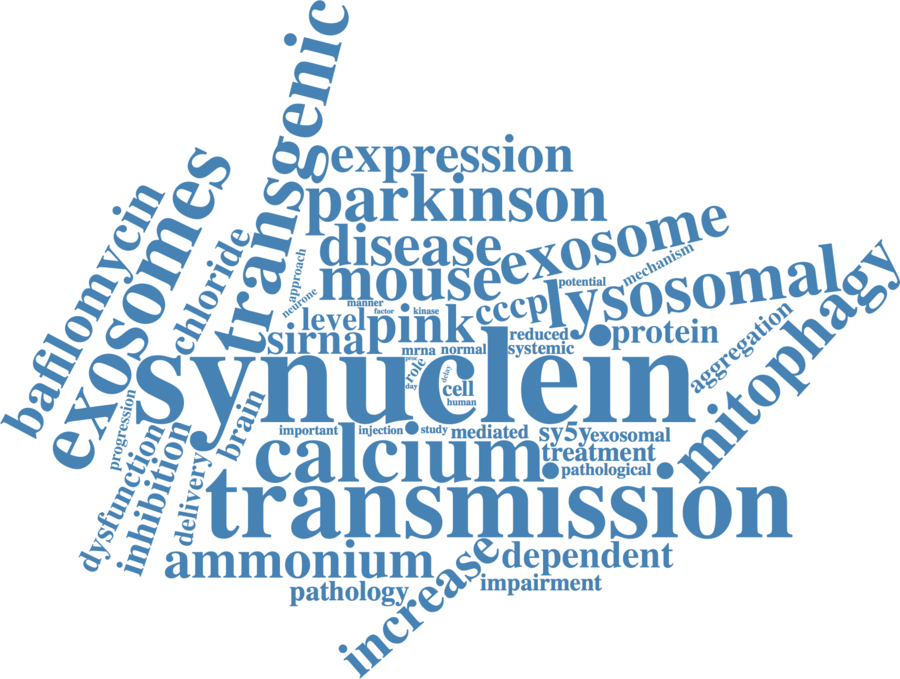 transgenic
expression
parkinson
bafilomycin
exosomes
chloride
disease
exosome
mouse
approach
neurone
potential
mechanism
manner
factor
kinase
cccp
lysosomal
level
pink
sirna1
reduced
protein
mrna
normal
systemic
synuclein
role
day
delay
cell
human
aggregation
mitophagy
progression
brain
important
injection
study
mediated
sy5y
exosomal
calcium
treatment
pathological
dysfunction
inhibition
delivery
transmission
ammonium
increase
dependent
pathology
impairment